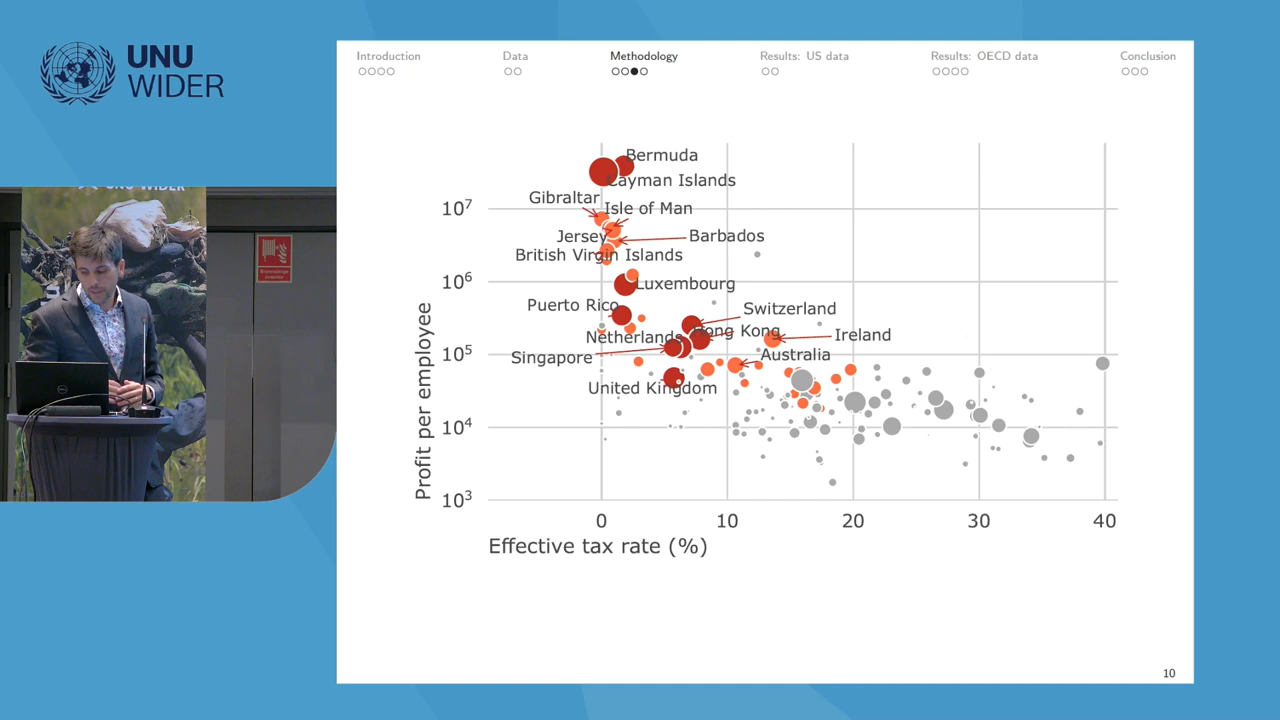 UNU
WIDER
UNU-WIDER
Introduction
Data
Methodology
Results: US data
Results: OECD data
Conclusion
Bermuda
Cayman Islands
Gibraltar
Isle of Man
Jersey
Barbados
British Virgin Islands
Luxembourg
Puerto Rico
Switzerland
Netherlands
Hong Kong
Ireland
Singapore
Australia
United Kingdom
10⁷
10⁶
10⁵
10⁴
10³
Profit per employee
0 10 20 30 40
Effective tax rate (%)
10